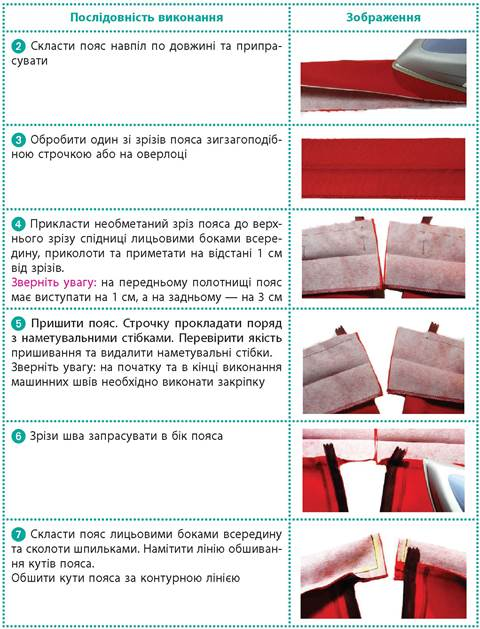 Послідовність виконання
Зображення
2 Скласти пояс навпіл по довжині та припра-
сувати
3 Обробити один зі зрізів пояса зигзагоподіб-
ною строчкою або на оверлоці
4 Прикласти необметаний зріз пояса до верх-
нього зрізу спідниці лицьовими боками всере-
дину, приколоти та приметати на відстані 1 см
від зрізів.
Зверніть увагу: на передньому полотнищі пояс
має виступати на 1 см, а на задньому — на 3 см
5 Пришити пояс. Строчку прокладати поряд
з наметувальними стібками. Перевірити якість
пришивання та видалити наметувальні стібки.
Зверніть увагу: на початку та в кінці виконання
машинних швів необхідно виконати закріпку
6 Зрізи шва запрасувати в бік пояса
7 Скласти пояс лицьовими боками всередину
та сколоти шпильками. Намітити лінію обшиван-
ня кутів пояса.
Обшити кути пояса за контурною лінією